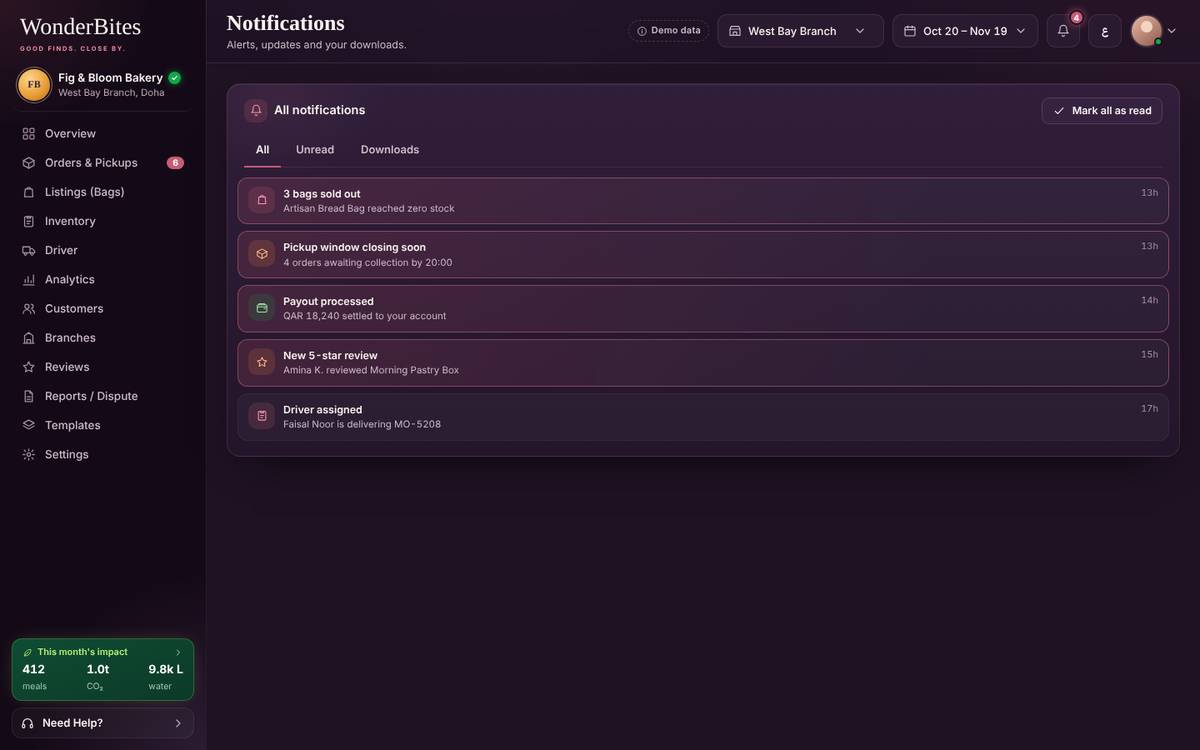 WonderBites
GOOD FINDS. CLOSE BY.
FB
Fig & Bloom Bakery
West Bay Branch, Doha
Overview
Orders & Pickups 6
Listings (Bags)
Inventory
Driver
Analytics
Customers
Branches
Reviews
Reports / Dispute
Templates
Settings
This month's impact
412 1.0t 9.8k L
meals CO₂ water
Need Help?
Notifications
Alerts, updates and your downloads.
Demo data
West Bay Branch
Oct 20 – Nov 19
4
ع
All notifications
Mark all as read
All Unread Downloads
3 bags sold out 13h
Artisan Bread Bag reached zero stock
Pickup window closing soon 13h
4 orders awaiting collection by 20:00
Payout processed 14h
QAR 18,240 settled to your account
New 5-star review 15h
Amina K. reviewed Morning Pastry Box
Driver assigned 17h
Faisal Noor is delivering MO-5208